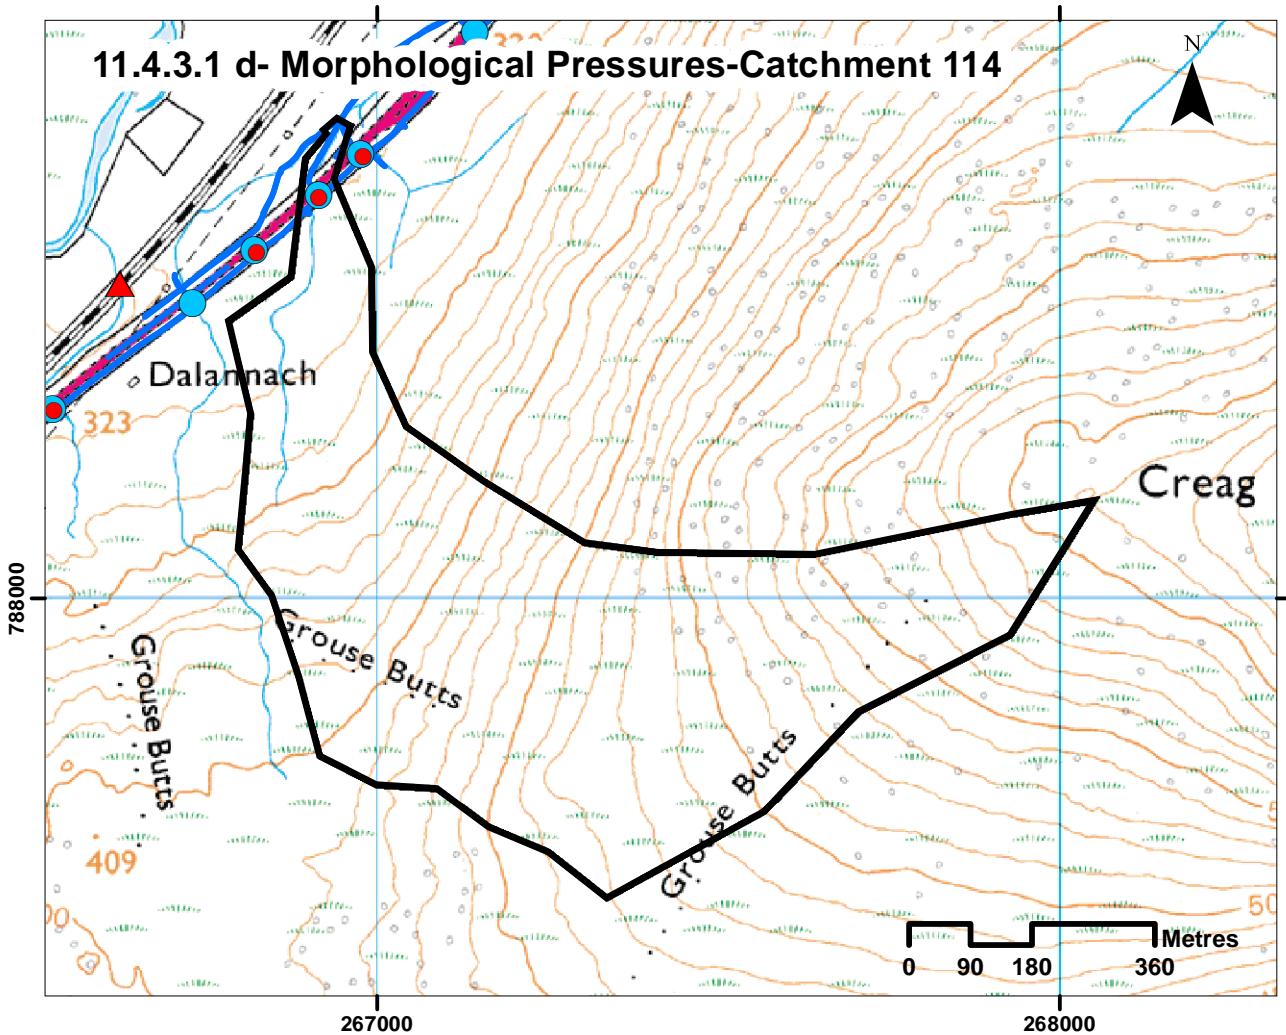 11.4.3.1 d- Morphological Pressures-Catchment 114
N
Dalannach
323
Creag
88000
Grouse Butts
Grouse Butts
Grouse Butts
409
50
Metres
0 90 180 360
267000 268000